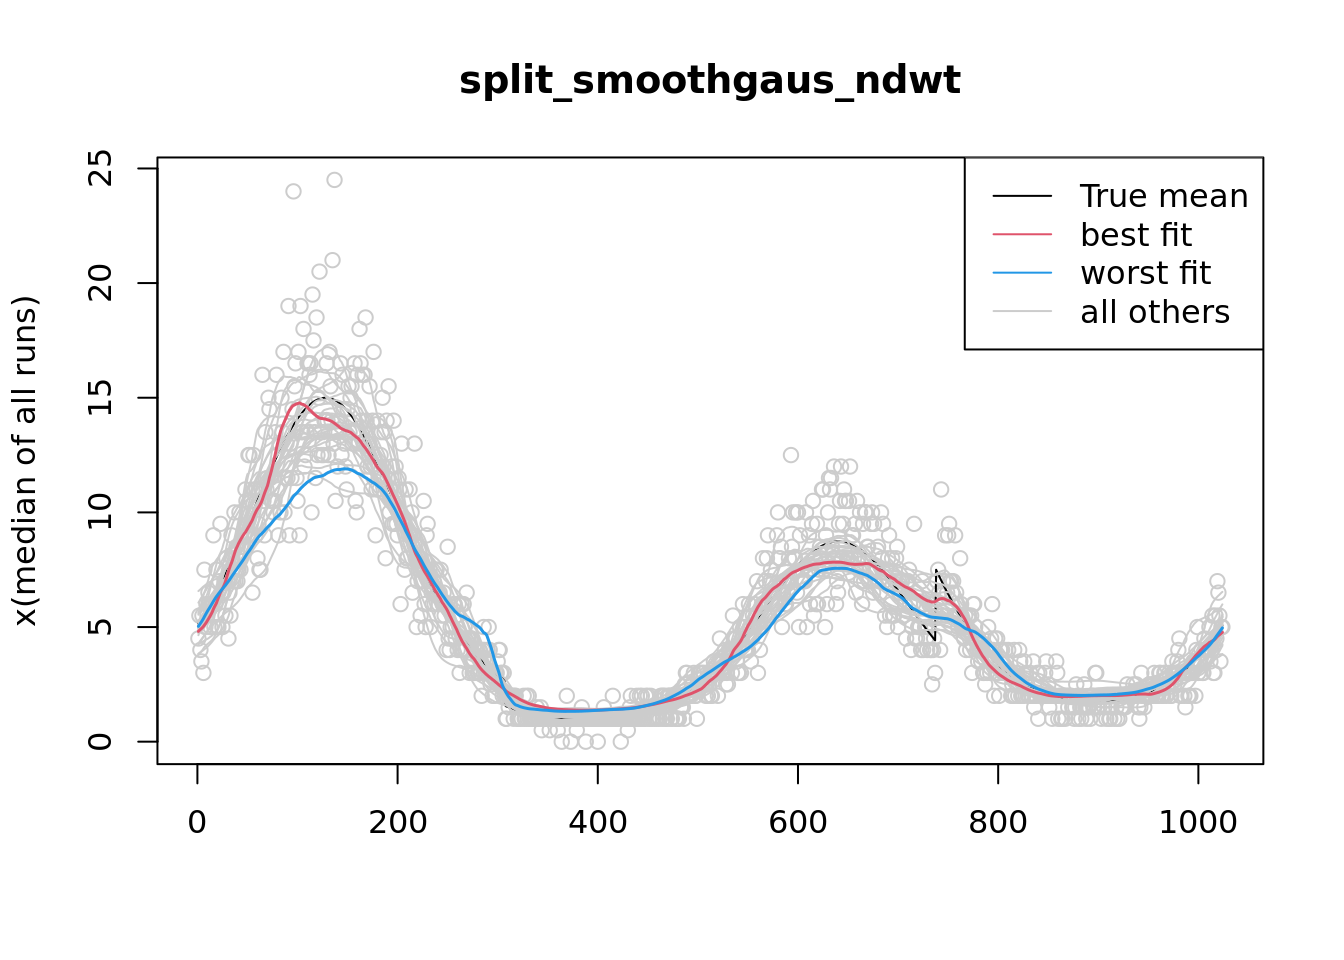 split_smoothgaus_ndwt
x(median of all runs)
25
20
15
10
5
0
True mean
best fit
worst fit
all others
0 200 400 600 800 1000